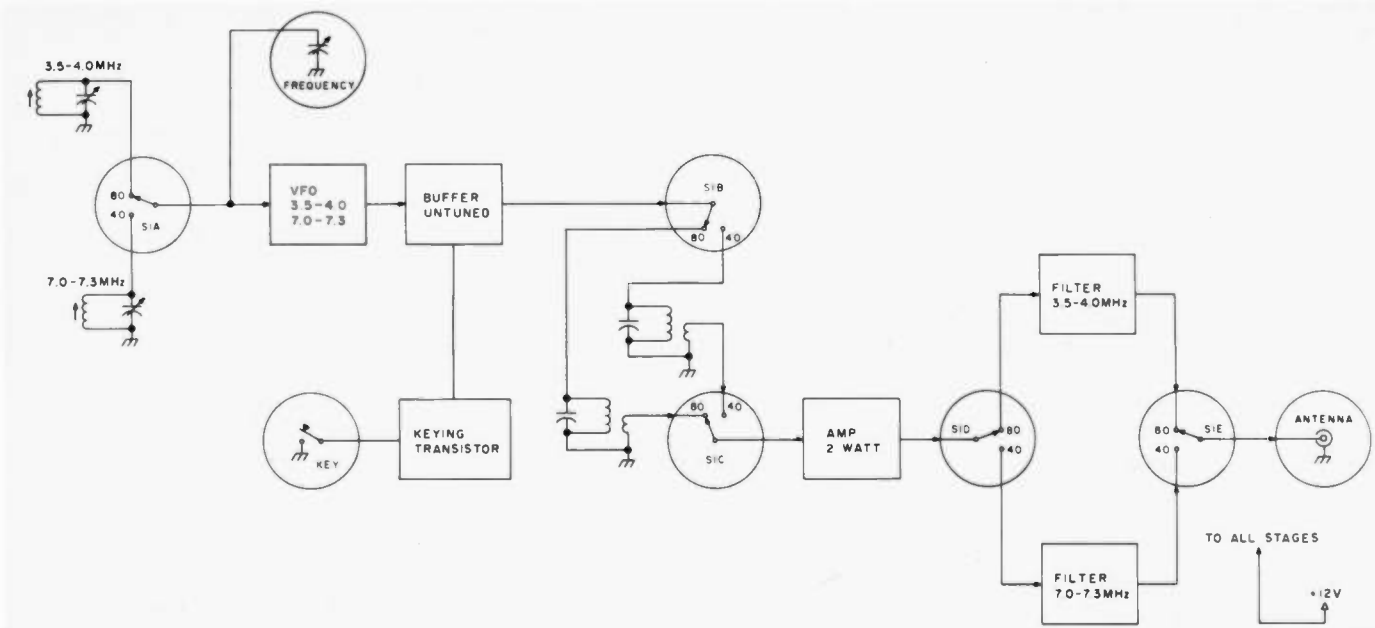 3.5-4.0MHz
FREQUENCY
80
40
S1A
7.0-7.3MHz
VFO
3.5-4.0
7.0-7.3
BUFFER
UNTUNED
KEY
KEYING
TRANSISTOR
S1B
80 40
80 40
S1C
AMP
2 WATT
S1D
80
40
FILTER
3.5-4.0MHz
FILTER
7.0-7.3MHz
80
40
S1E
ANTENNA
TO ALL STAGES
+12V